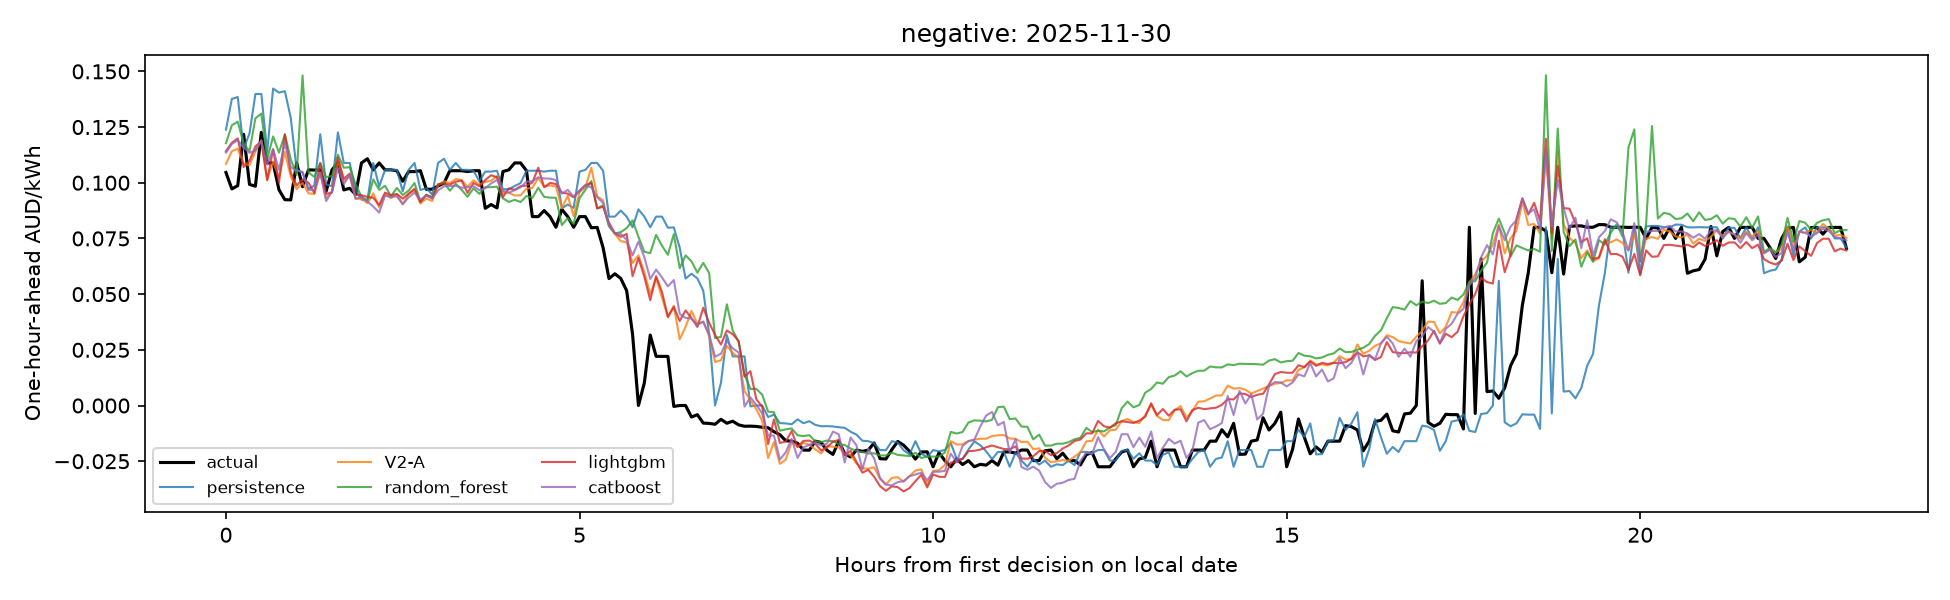 negative: 2025-11-30
One-hour-ahead AUD/kWh
0.150
0.125
0.100
0.075
0.050
0.025
0.000
−0.025
actual
persistence
V2-A
random_forest
lightgbm
catboost
0
5
10
15
20
Hours from first decision on local date